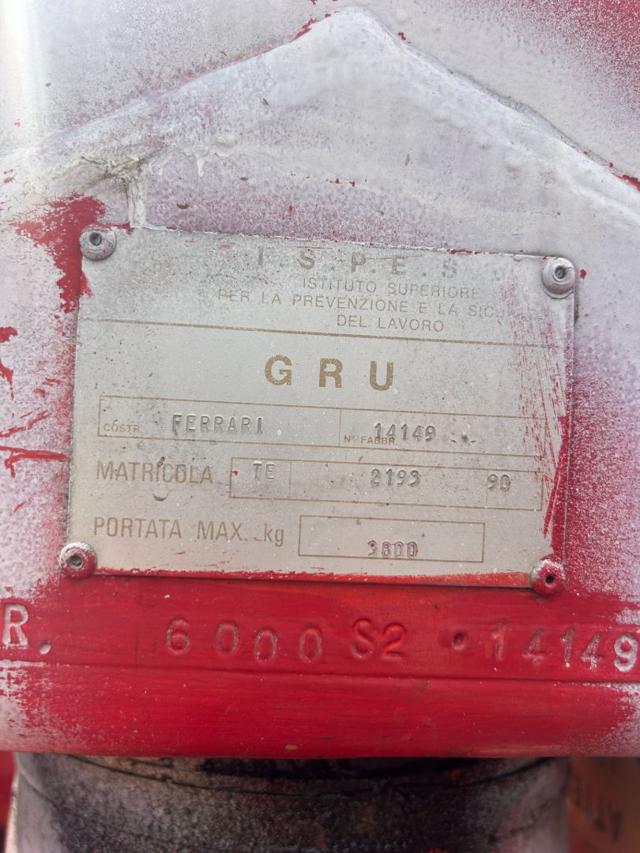 I.S.P.E.S
ISTITUTO SUPERIORE
PER LA PREVENZIONE E LA SICU
DEL LAVORO
GRU
COSTR. FERRARI N° FABBR. 14149
MATRICOLA TE 2193 90
PORTATA MAX. kg 3800
R. 6000 S2 • 14149